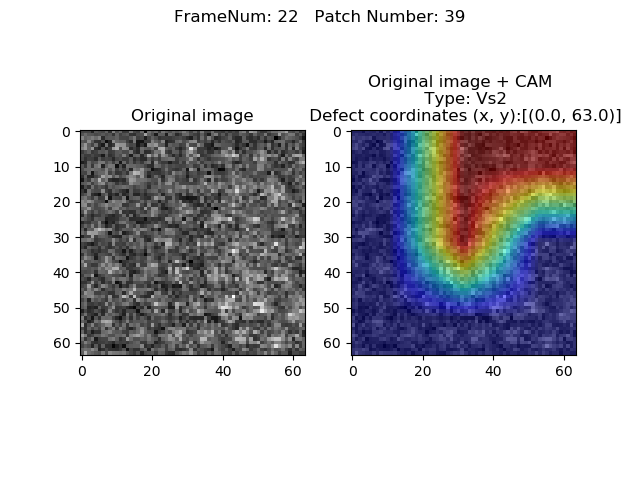 FrameNum: 22   Patch Number: 39
Original image
Original image + CAM
Type: Vs2
Defect coordinates (x, y):[(0.0, 63.0)]
0
10
20
30
40
50
60
0 20 40 60
0
10
20
30
40
50
60
0 20 40 60